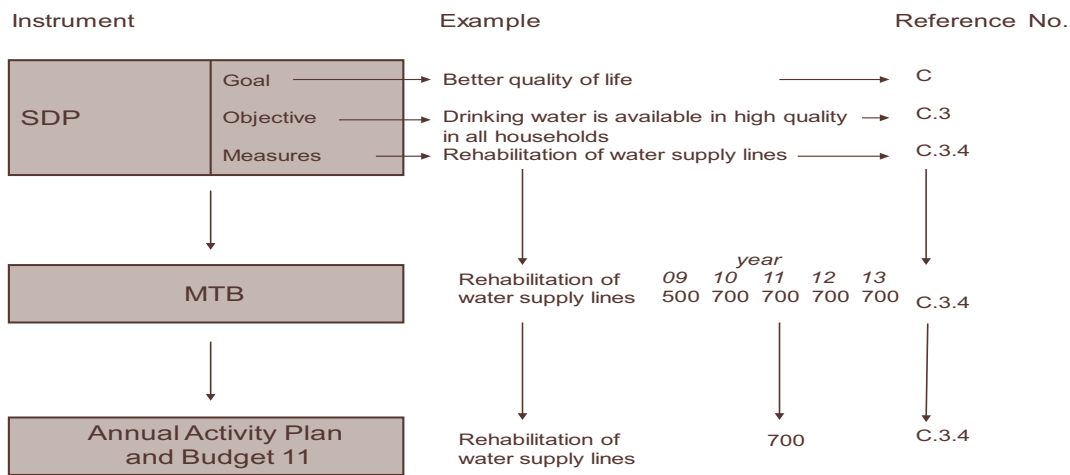 Instrument Example Reference No.
SDP
Goal Better quality of life C
Objective Drinking water is available in high quality C.3
in all households
Measures Rehabilitation of water supply lines C.3.4
year
Rehabilitation of 09 10 11 12 13
MTB
water supply lines 500 700 700 700 700 C.3.4
Annual Activity Plan
and Budget 11
Rehabilitation of 700 C.3.4
water supply lines